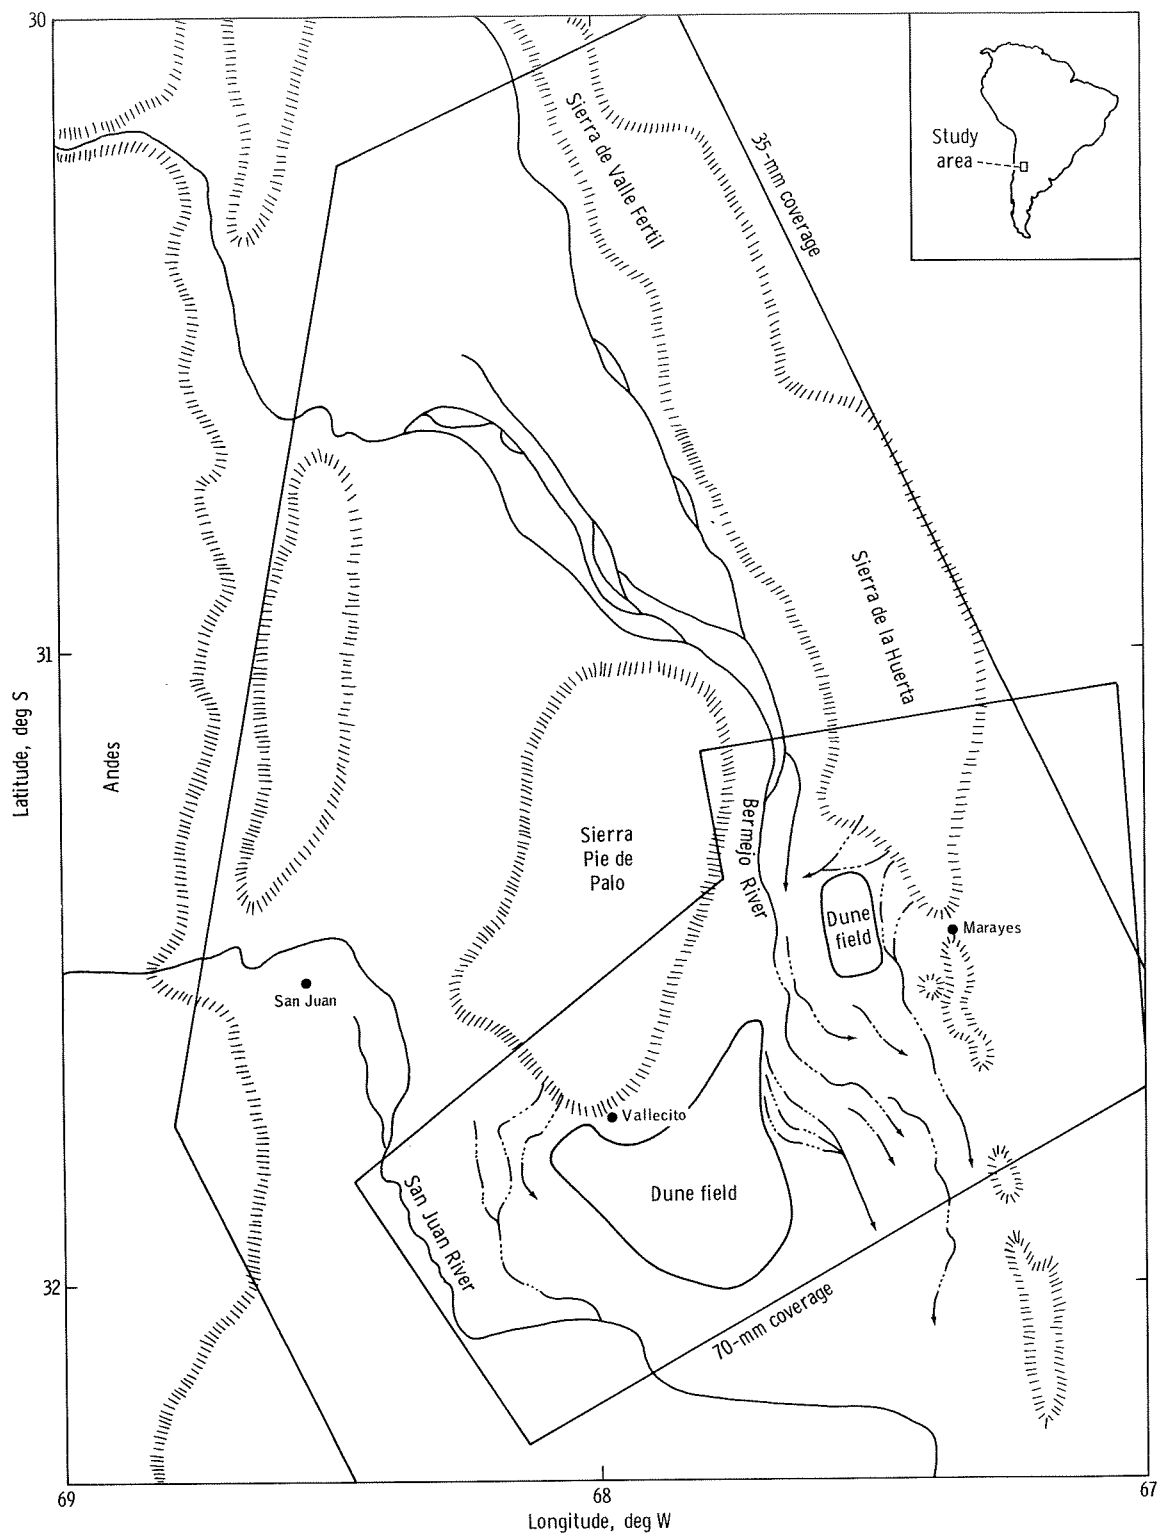 30
Study
area
Sierra de Valle Fertil
35-mm coverage
Sierra de la Huerta
31
Latitude, deg S
Andes
Sierra
Pie de
Palo
Bermejo River
Dune
field
Marayes
San Juan
Vallecito
Dune field
San Juan River
32
70-mm coverage
69
68
67
Longitude, deg W